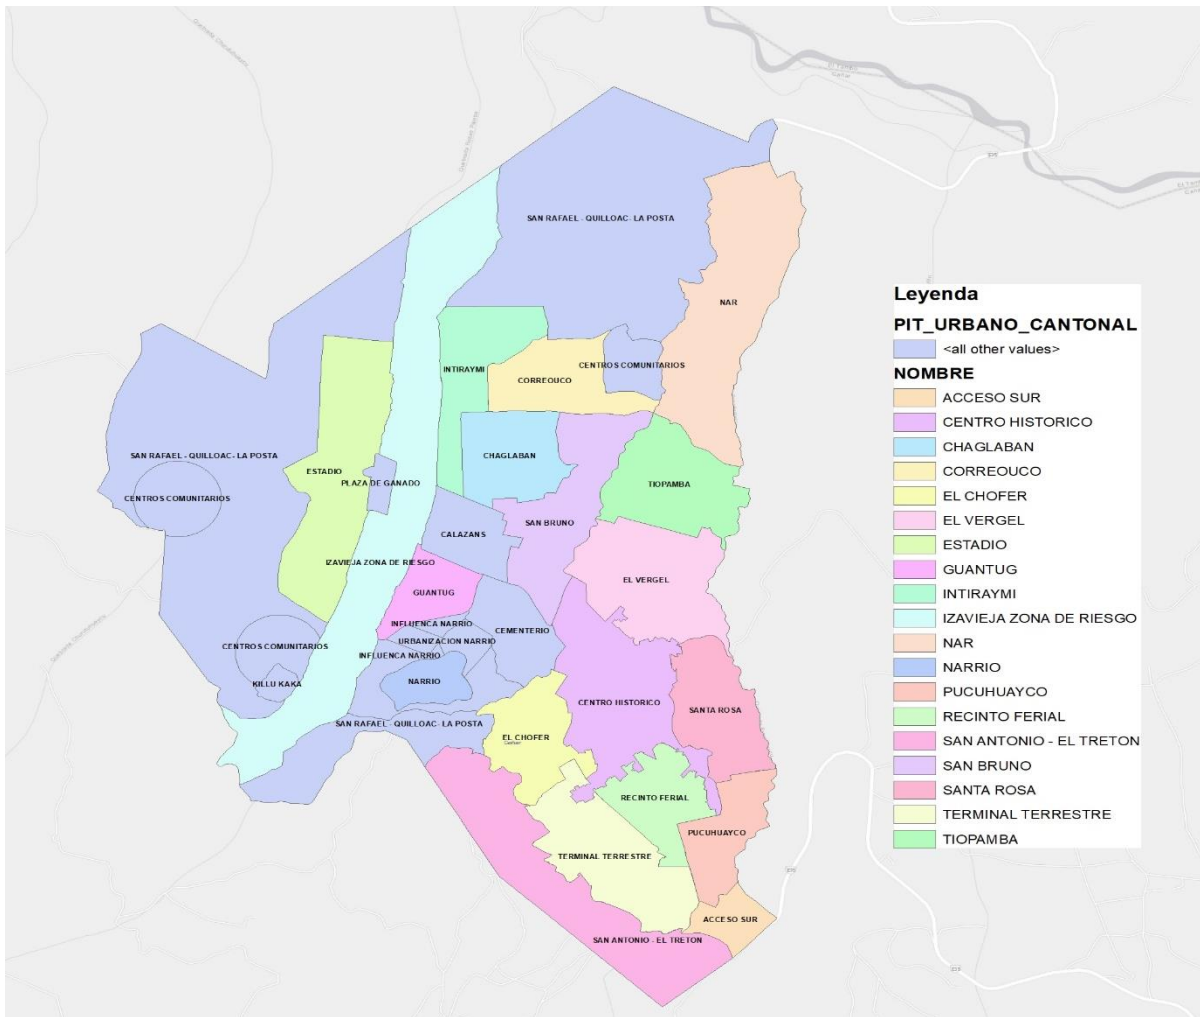 SAN RAFAEL - QUILLOAC- LA POSTA
NAR
INTIRAYMI
CORREOUCO
CENTROS COMUNITARIOS
SAN RAFAEL - QUILLOAC- LA POSTA
ESTADIO
PLAZA DE GANADO
CENTROS COMUNITARIOS
CHAGLABAN
TIOPAMBA
CALAZANS
SAN BRUNO
IZAVIEJA ZONA DE RIESGO
EL VERGEL
GUANTUG
INFLUENCA NARRIO
CEMENTERIO
URBANIZACION NARRIO
CENTROS COMUNITARIOS
INFLUENCA NARRIO
KILLU KAKA
NARRIO
CENTRO HISTORICO
SANTA ROSA
SAN RAFAEL - QUILLOAC- LA POSTA
EL CHOFER
RECINTO FERIAL
PUCUHUAYCO
TERMINAL TERRESTRE
ACCESO SUR
SAN ANTONIO - EL TRETON
Leyenda
PIT_URBANO_CANTONAL
<all other values>
NOMBRE
ACCESO SUR
CENTRO HISTORICO
CHAGLABAN
CORREOUCO
EL CHOFER
EL VERGEL
ESTADIO
GUANTUG
INTIRAYMI
IZAVIEJA ZONA DE RIESGO
NAR
NARRIO
PUCUHUAYCO
RECINTO FERIAL
SAN ANTONIO - EL TRETON
SAN BRUNO
SANTA ROSA
TERMINAL TERRESTRE
TIOPAMBA